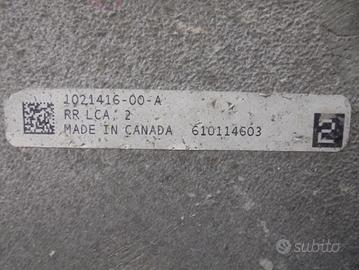 1021416-00-A
RR LCA, 2
MADE IN CANADA 610114603
2
subito